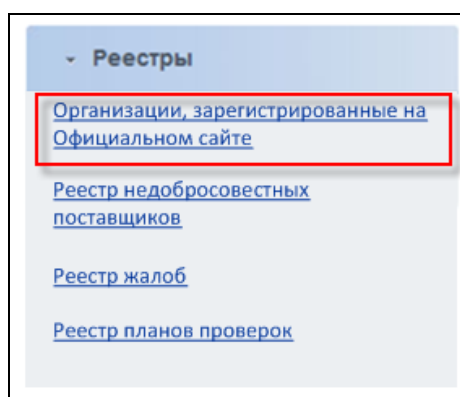 Реестры
Организации, зарегистрированные на
Официальном сайте
Реестр недобросовестных
поставщиков
Реестр жалоб
Реестр планов проверок